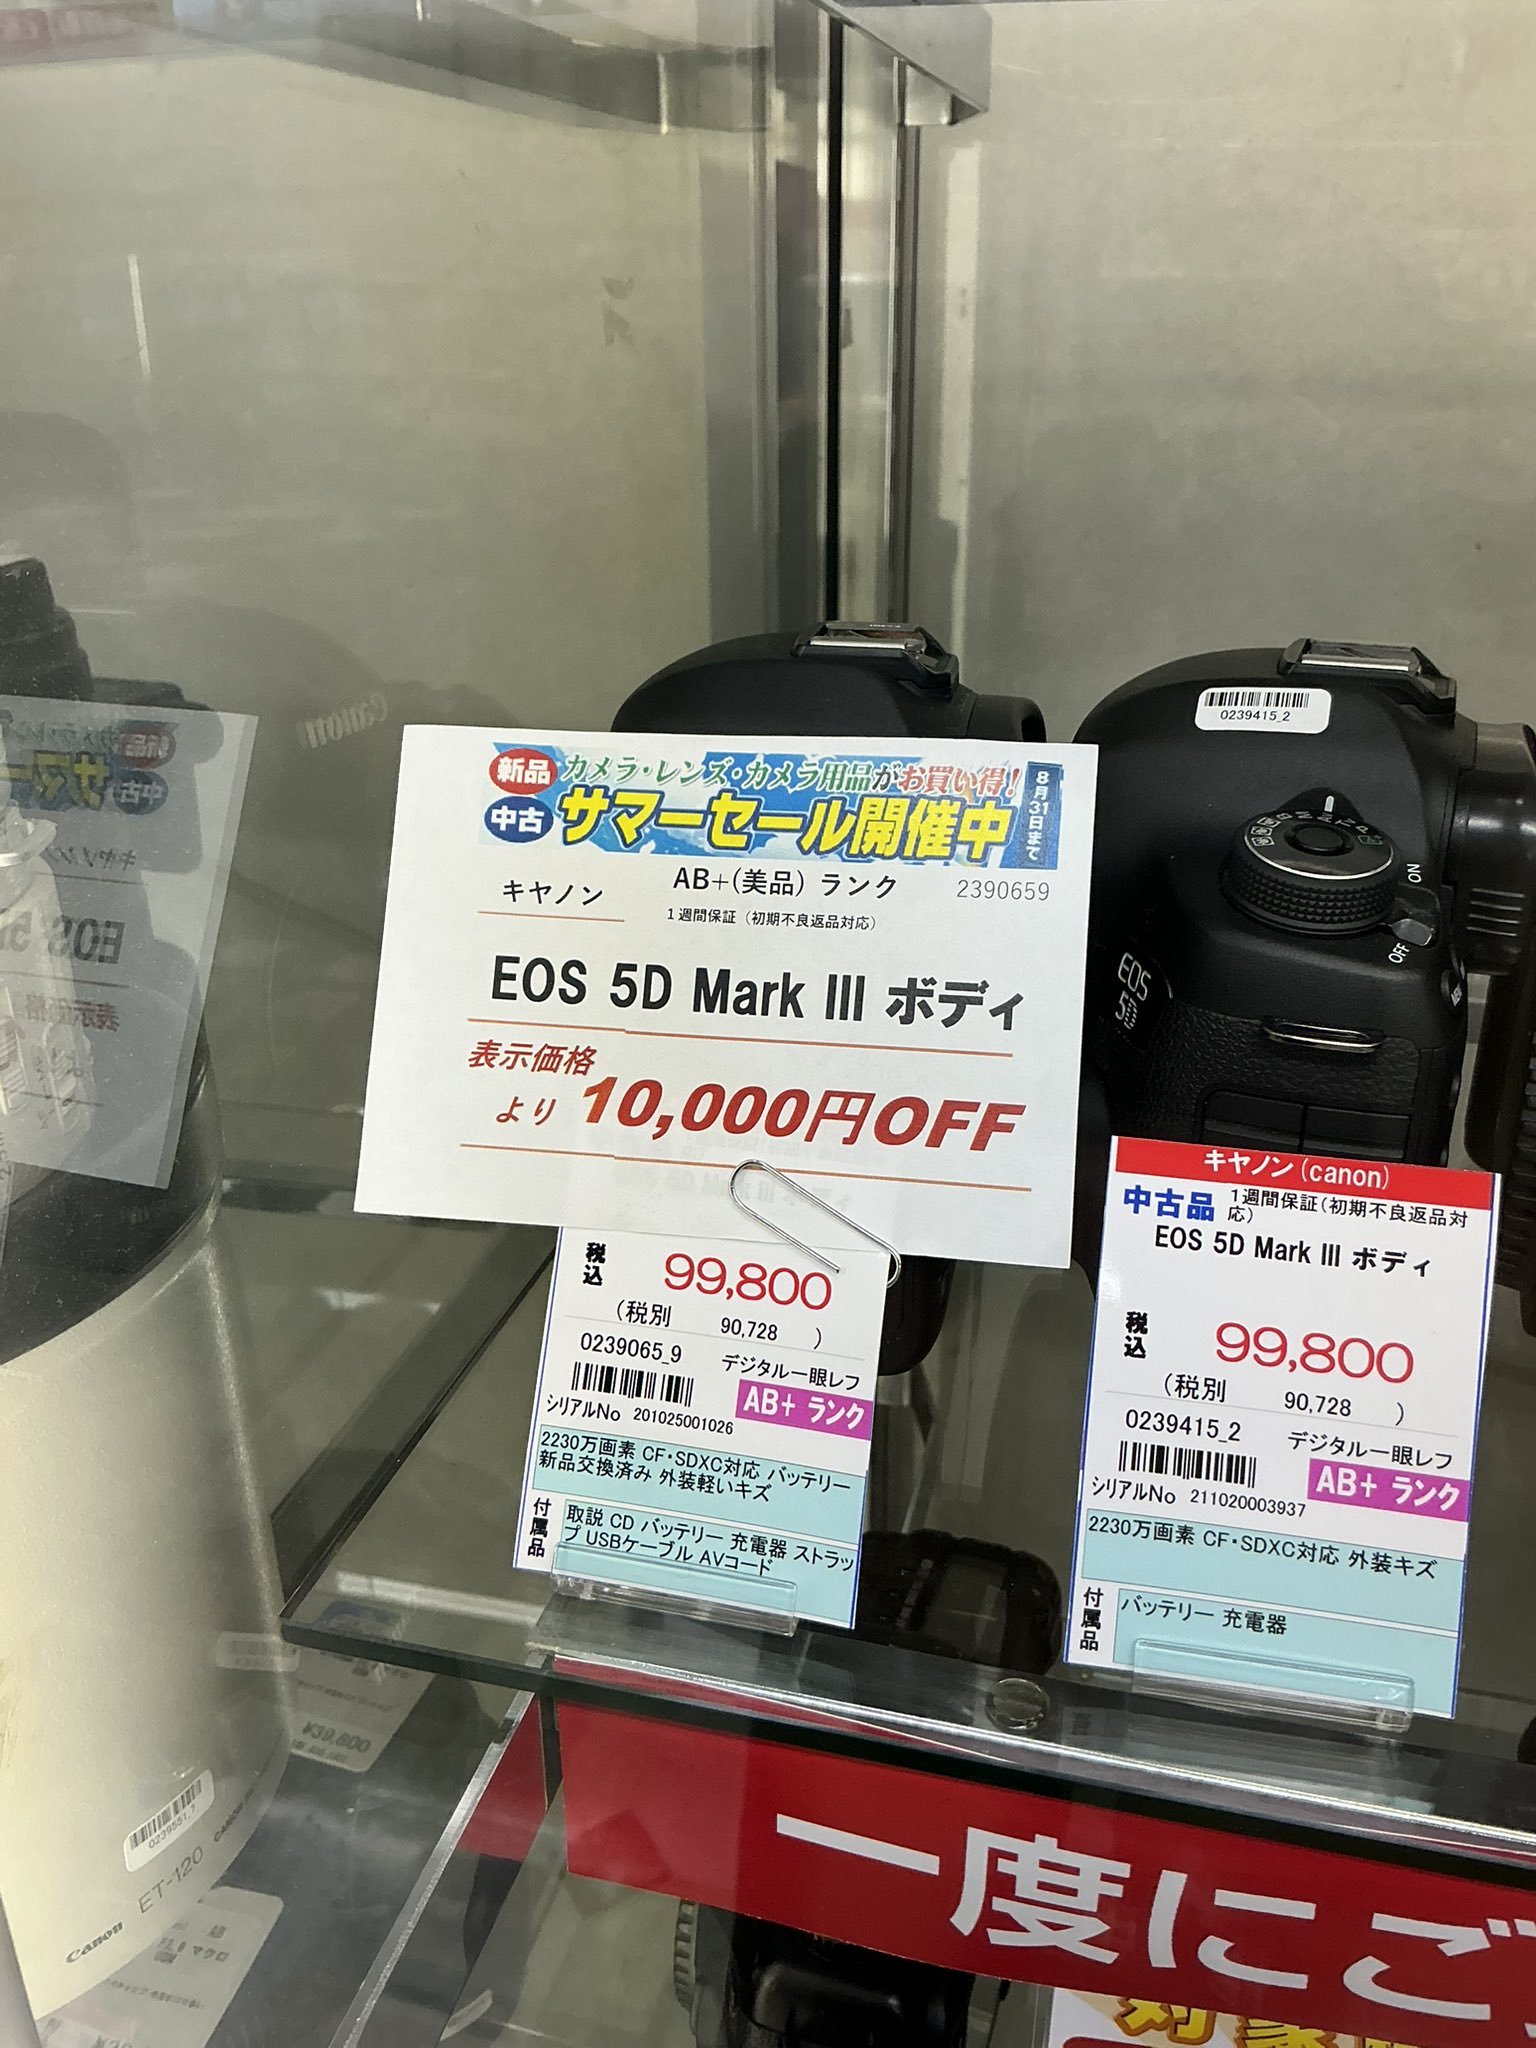 新品 カメラ・レンズ・カメラ用品がお買い得!
中古 サマーセール開催中
8月31日まで
キヤノン
AB+(美品) ランク
2390659
1週間保証 (初期不良返品対応)
EOS 5D Mark III ボディ
表示価格
より 10,000円OFF
税込 99,800
(税別 90,728 )
0239065_9
デジタル一眼レフ
シリアルNo 201025001026
AB+ ランク
2230万画素 CF・SDXC対応 バッテリー
新品交換済み 外装軽いキズ
付属品
取説 CD バッテリー 充電器 ストラッ
プ USBケーブル AVコード
0239415_2
ON
OFF
EOS
5D
キヤノン(canon)
中古品 1週間保証(初期不良返品対
応)
EOS 5D Mark III ボディ
税込 99,800
(税別 90,728 )
0239415_2
デジタル一眼レフ
シリアルNo 211020003937
AB+ ランク
2230万画素 CF・SDXC対応 外装キズ
付属品
バッテリー 充電器
一度にご
対象
0239551_7
ET-120
Canon